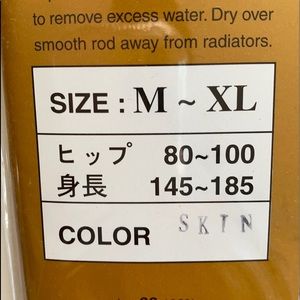 to remove excess water. Dry over
smooth rod away from radiators.
SIZE : M ~ XL
ヒップ 80~100
身長 145~185
COLOR SKIN